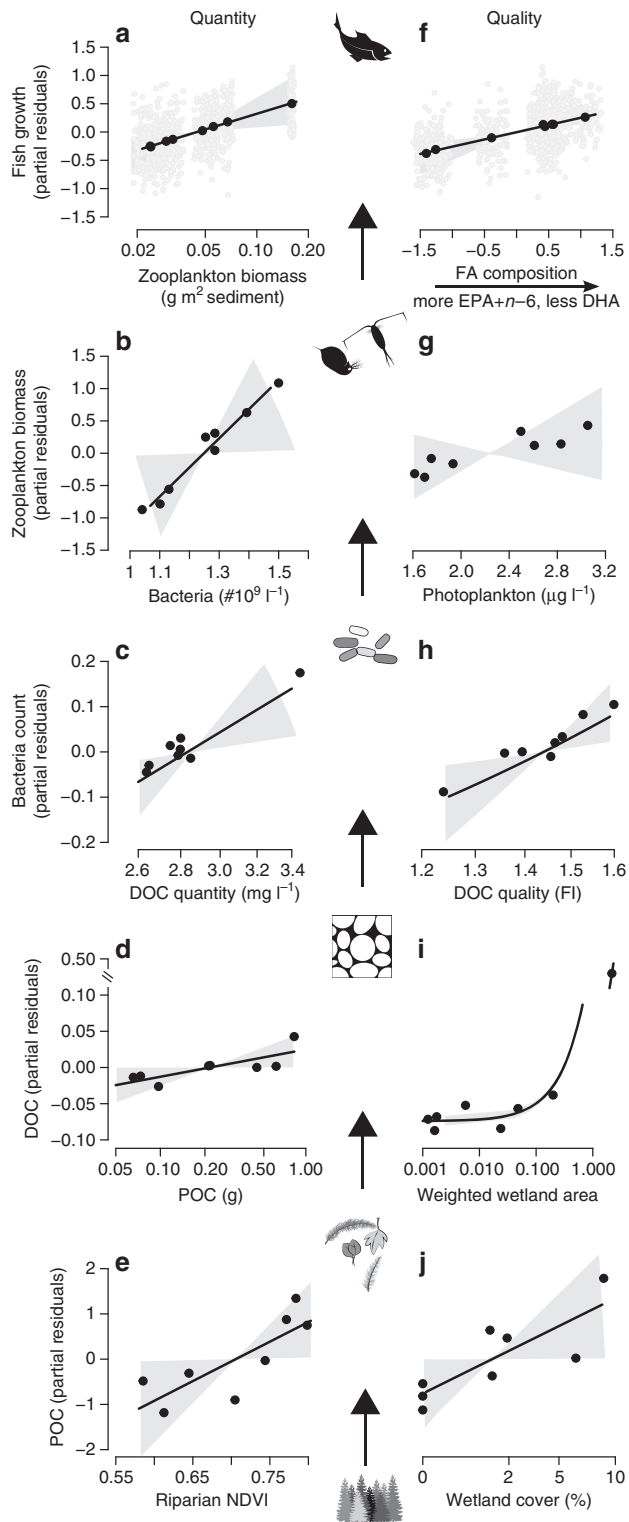 Quantity
Quality
a
f
1.5
1.0
0.5
0.0
−0.5
−1.0
−1.5
Fish growth
(partial residuals)
0.02
0.05
0.10
0.20
−1.5
−0.5
0.5
1.5
Zooplankton biomass
(g m² sediment)
FA composition
more EPA+n−6, less DHA
b
g
1.5
1.0
0.5
0.0
−0.5
−1.0
−1.5
Zooplankton biomass
(partial residuals)
1
1.1
1.3
1.5
1.6
2.0
2.6
3.2
Bacteria (#10⁹ l⁻¹)
Photoplankton (μg l⁻¹)
c
h
0.2
0.1
0.0
−0.1
−0.2
Bacteria count
(partial residuals)
2.6
2.8
3.0
3.2
3.4
1.2
1.3
1.4
1.5
1.6
DOC quantity (mg l⁻¹)
DOC quality (FI)
d
i
0.50
0.10
0.05
0.00
−0.05
−0.10
DOC (partial residuals)
0.05
0.10
0.20
0.50
1.00
0.001
0.010
0.100
1.000
POC (g)
Weighted wetland area
e
j
2
1
0
−1
−2
POC (partial residuals)
0.55
0.65
0.75
0
2
5
10
Riparian NDVI
Wetland cover (%)